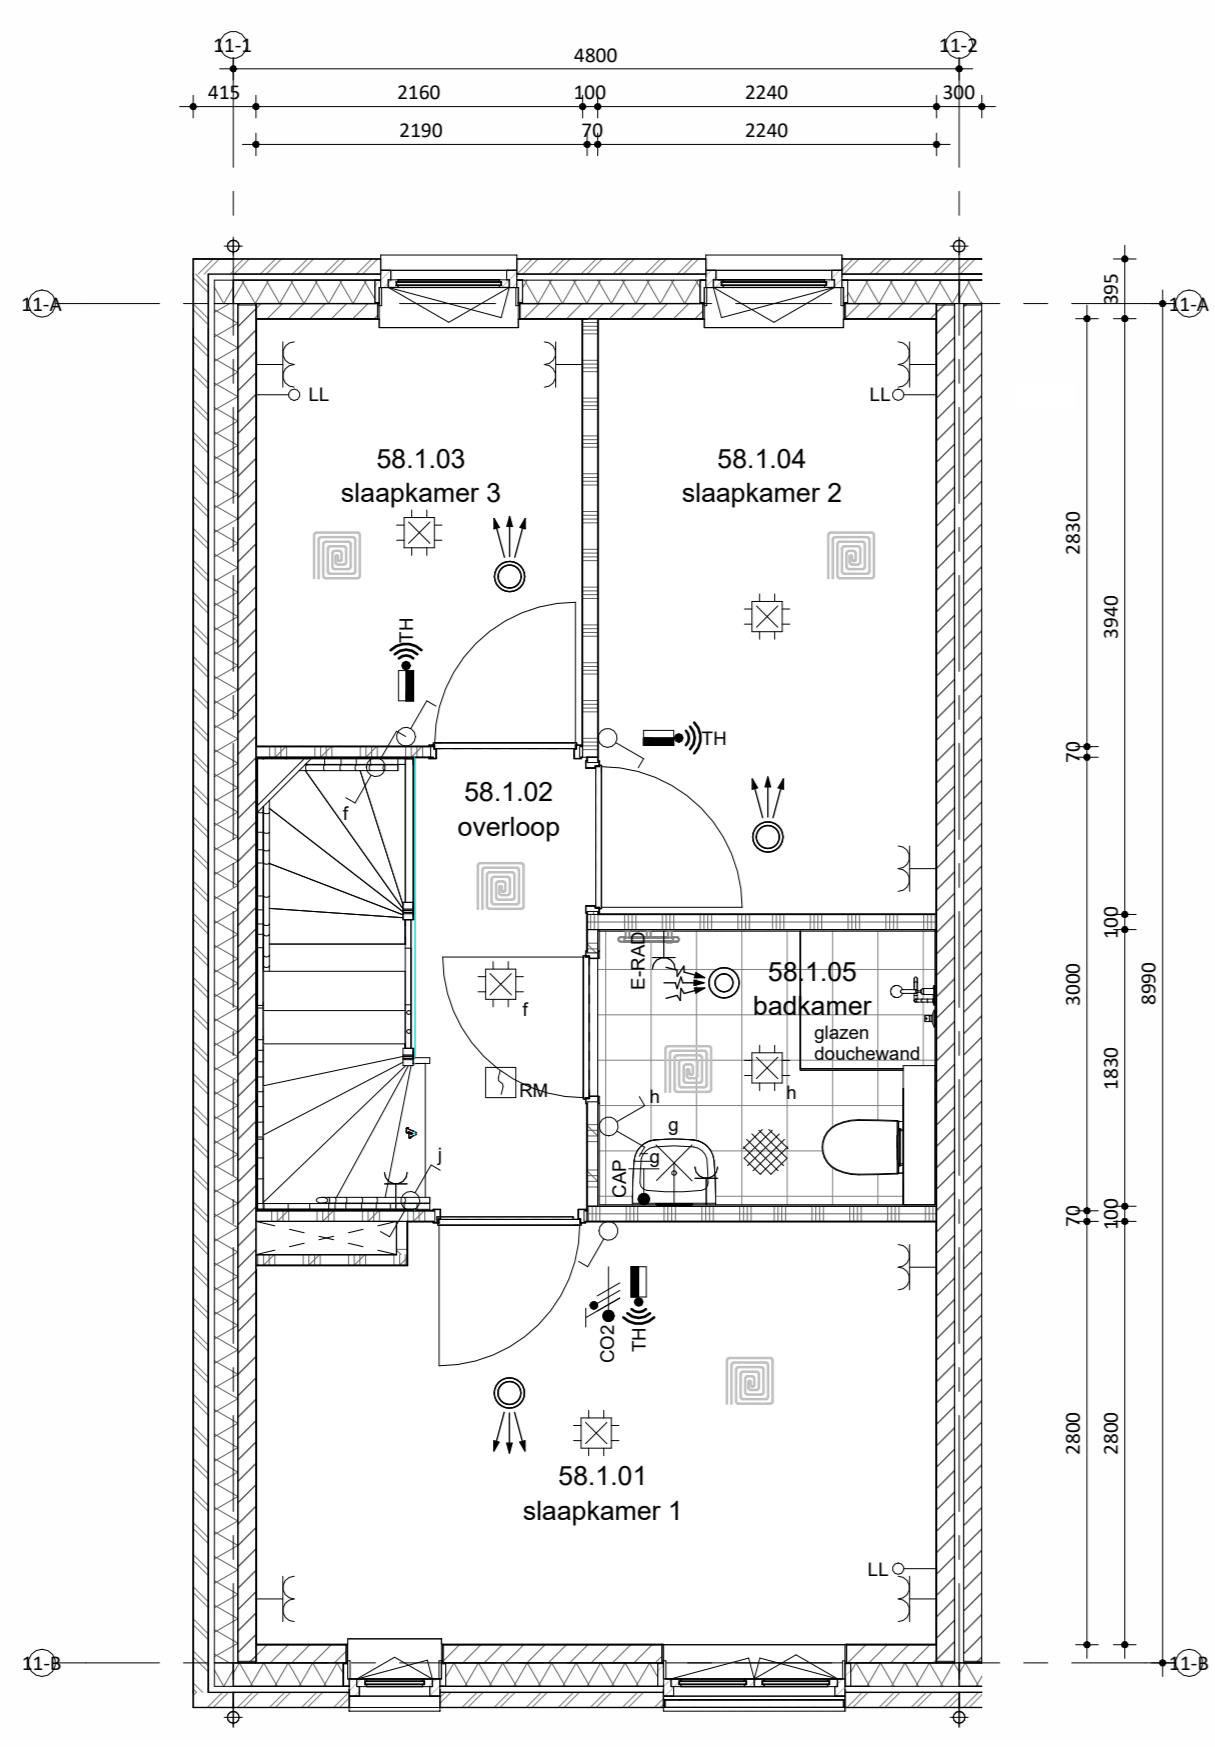 11-1
11-2
4800
415
2160
100
2240
300
2190
70
2240
11-A
11-A
395
LL
LL
58.1.03
slaapkamer 3
58.1.04
slaapkamer 2
2830
3940
TH
TH
70
58.1.02
overloop
f
100
E-RAD
58.1.05
badkamer
glazen
douchewand
3000
8990
f
1830
RM
h
h
g
g
CAP
j
70
100
CO2
TH
2800
2800
58.1.01
slaapkamer 1
LL
11-B
11-B